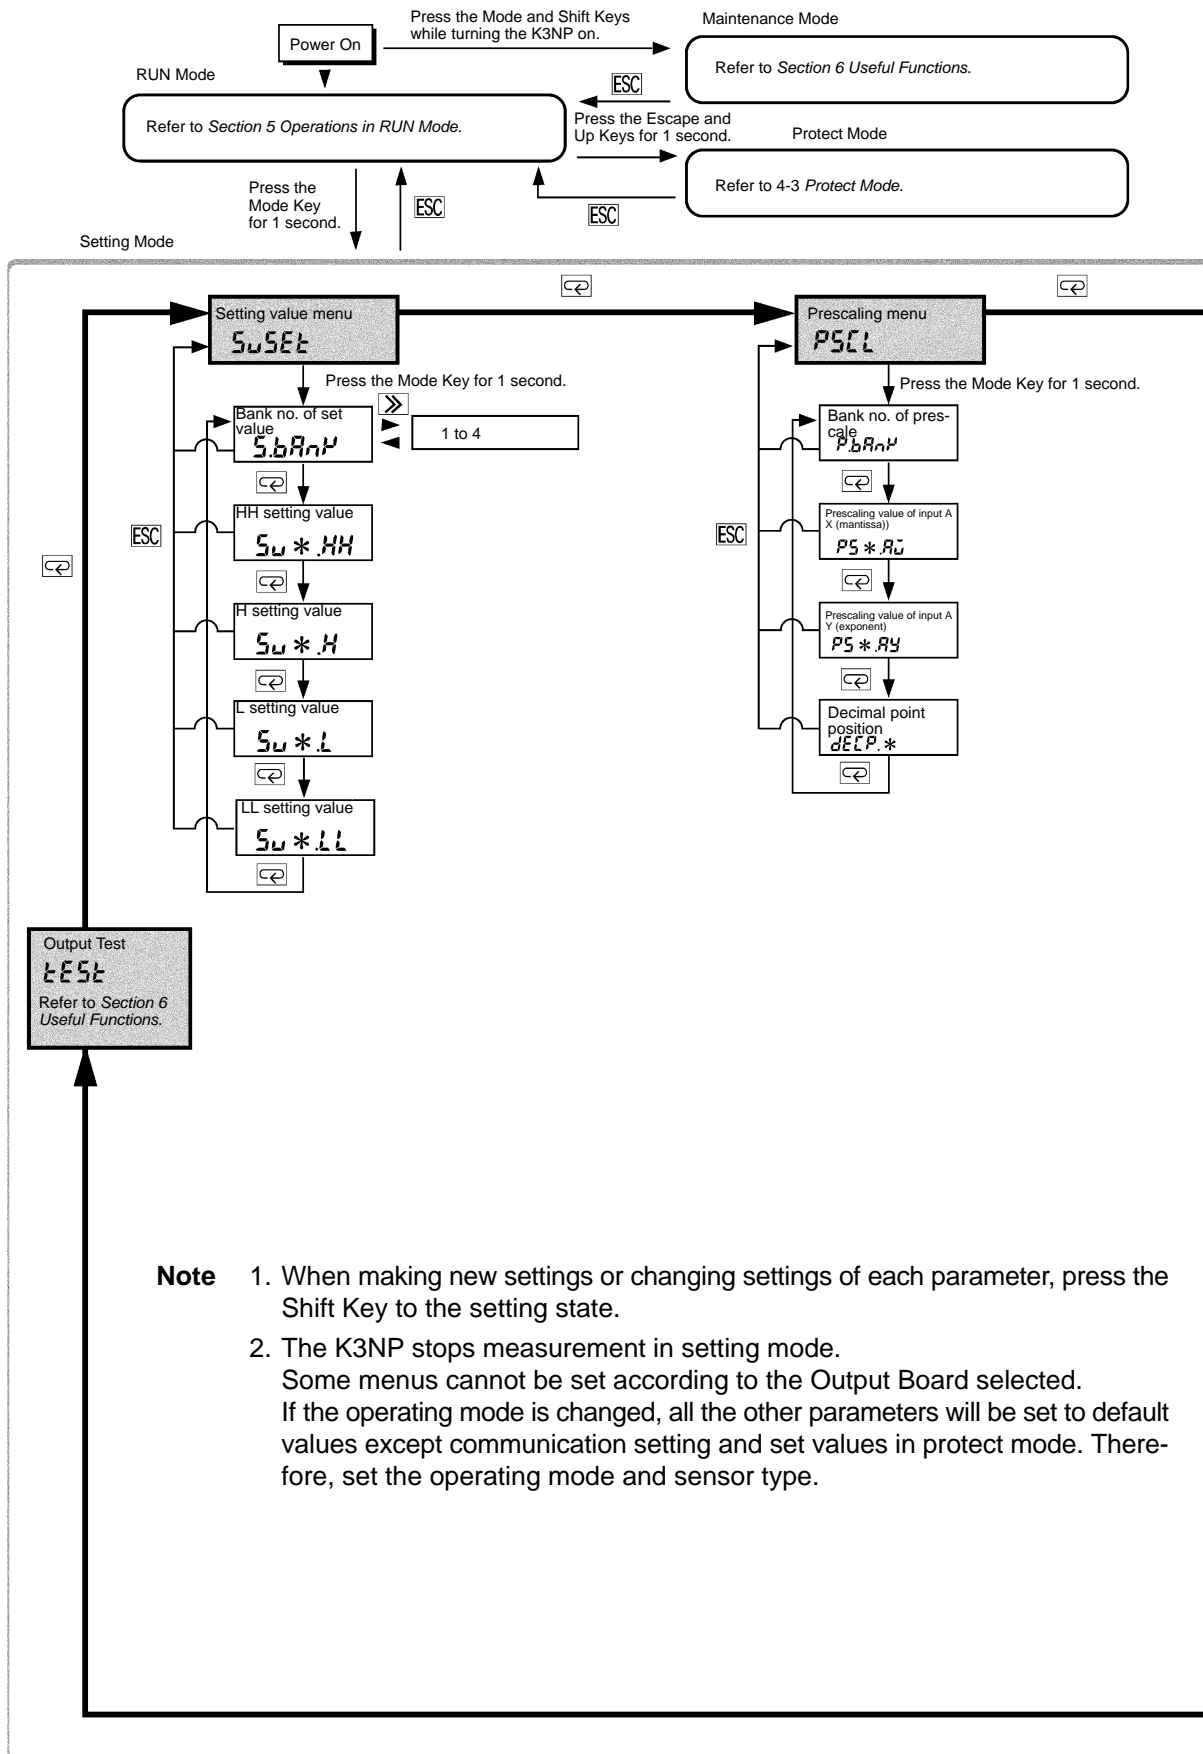 Press the Mode and Shift Keys
while turning the K3NP on.
Maintenance Mode
Power On
Refer to Section 6 Useful Functions.
RUN Mode
ESC
Refer to Section 5 Operations in RUN Mode.
Press the Escape and
Up Keys for 1 second.
Protect Mode
Refer to 4-3 Protect Mode.
Press the
Mode Key
for 1 second.
ESC
ESC
Setting Mode
Setting value menu
SuSEt
Prescaling menu
PSCL
Press the Mode Key for 1 second.
Press the Mode Key for 1 second.
Bank no. of set
value
S.bAnK
1 to 4
Bank no. of pres-
cale
P.bAnK
ESC
HH setting value
Su*.HH
ESC
Prescaling value of input A
X (mantissa))
PS*.AX
H setting value
Su*.H
Prescaling value of input A
Y (exponent)
PS*.AY
L setting value
Su*.L
Decimal point
position
dECP.*
LL setting value
Su*.LL
Output Test
tESt
Refer to Section 6
Useful Functions.
Note 1. When making new settings or changing settings of each parameter, press the
Shift Key to the setting state.
2. The K3NP stops measurement in setting mode.
Some menus cannot be set according to the Output Board selected.
If the operating mode is changed, all the other parameters will be set to default
values except communication setting and set values in protect mode. There-
fore, set the operating mode and sensor type.